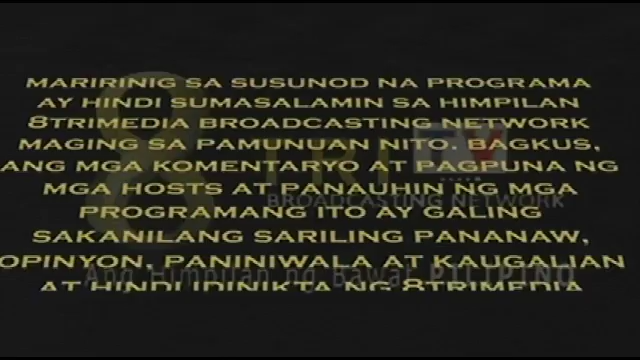 MARIRINIG SA SUSUNOD NA PROGRAMA
AY HINDI SUMASALAMIN SA HIMPILAN
8TRIMEDIA BROADCASTING NETWORK
MAGING SA PAMUNUAN NITO. BAGKUS,
ANG MGA KOMENTARYO AT PAGPUNA NG
MGA HOSTS AT PANAUHIN NG MGA
PROGRAMANG ITO AY GALING
SAKANILANG SARILING PANANAW,
OPINYON, PANINIWALA AT KAUGALIAN
AT HINDI IDINIKTA NG 8TRIMEDIA
8TRI TV
BROADCASTING NETWORK
Ang Himpilan ng Bawat PILIPINO